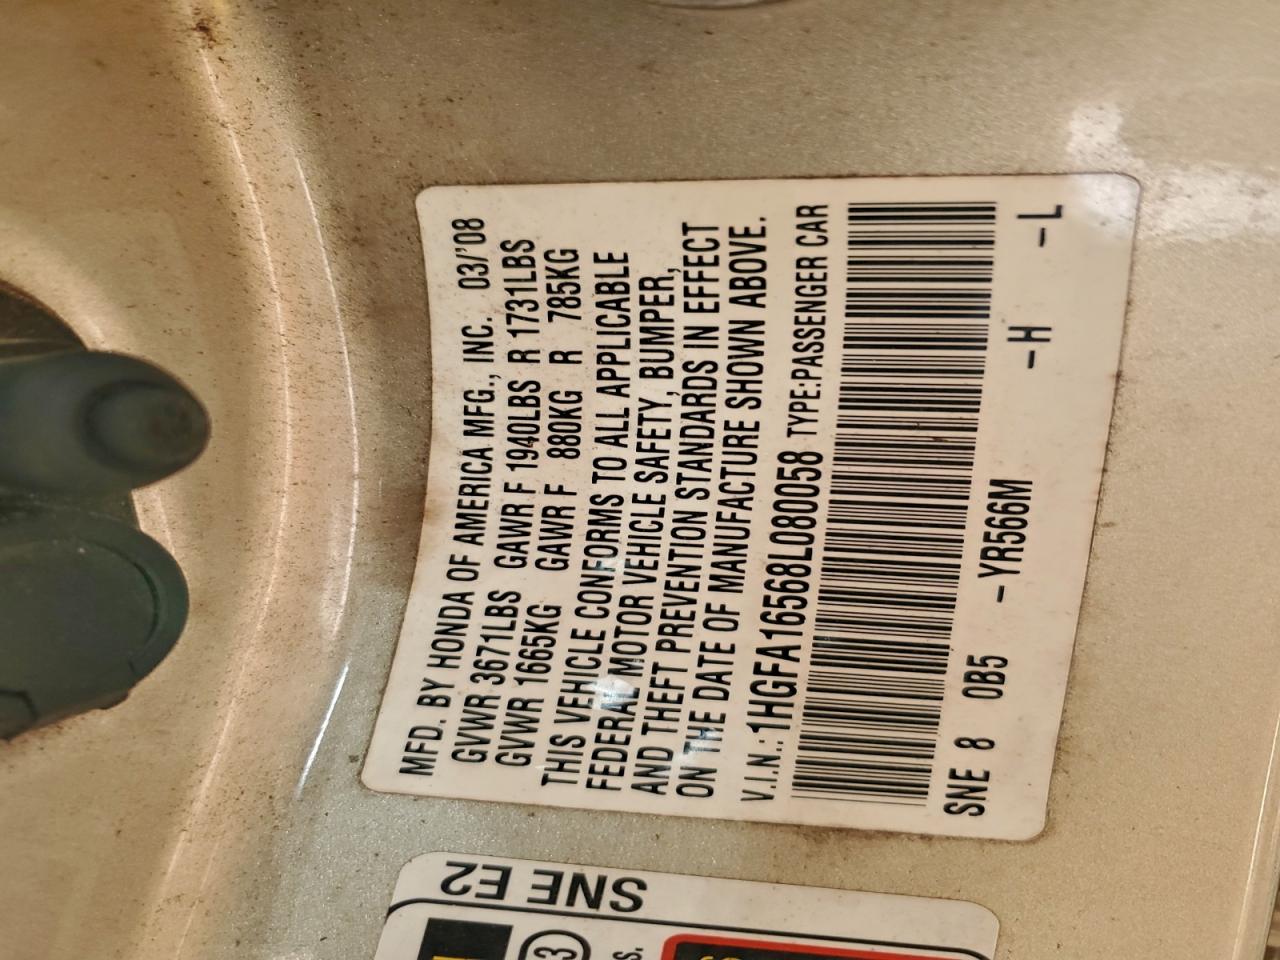 MFD. BY HONDA OF AMERICA MFG., INC. 03/'08
GVWR 3671LBS GAWR F 1940LBS R 1731LBS
GVWR 1665KG GAWR F 880KG R 785KG
THIS VEHICLE CONFORMS TO ALL APPLICABLE
FEDERAL MOTOR VEHICLE SAFETY, BUMPER,
AND THEFT PREVENTION STANDARDS IN EFFECT
ON THE DATE OF MANUFACTURE SHOWN ABOVE.
V.I.N.: 1HGFA16568L080058 TYPE:PASSENGER CAR
SNE 8 0B5 -YR566M -H -L
SNE E2
3
s.